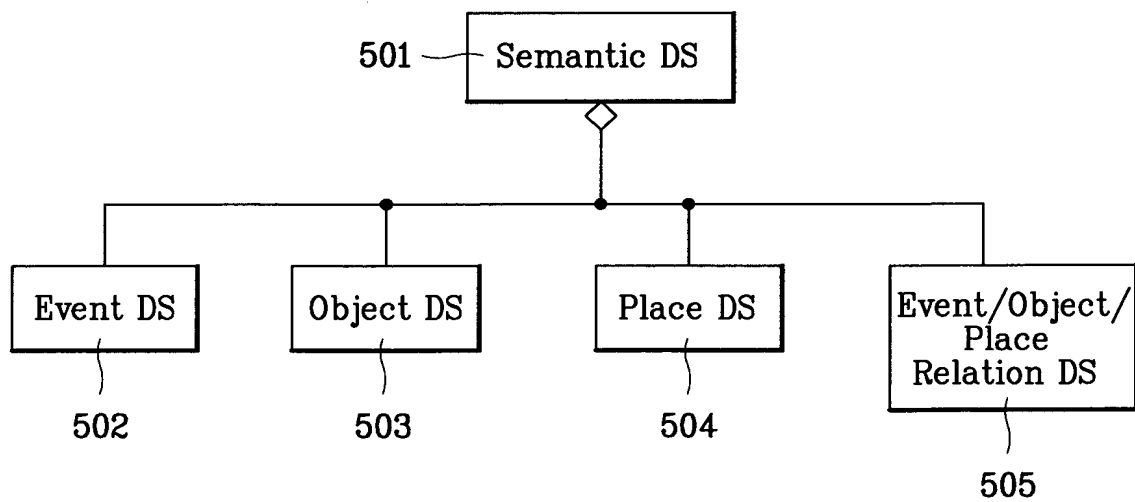 501
Semantic DS
Event DS
Object DS
Place DS
Event/Object/
Place
Relation DS
502
503
504
505